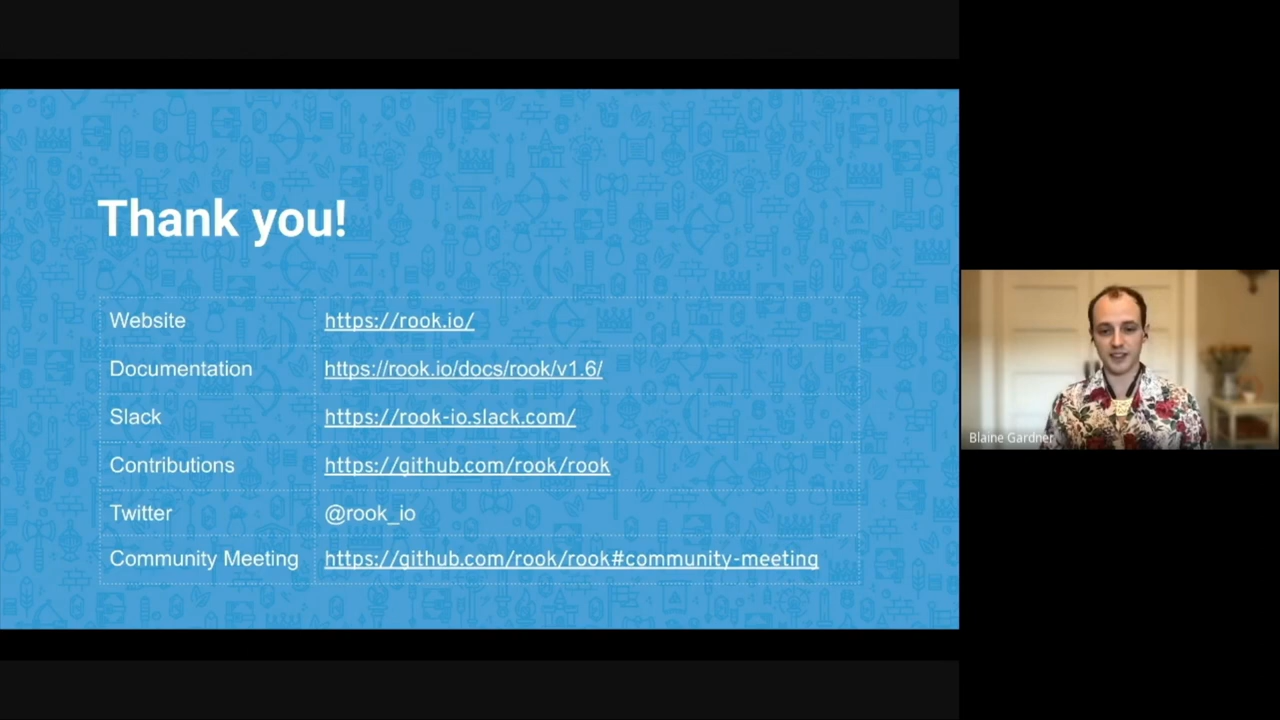 Thank you!
Website https://rook.io/
Documentation https://rook.io/docs/rook/v1.6/
Slack https://rook-io.slack.com/
Contributions https://github.com/rook/rook
Twitter @rook_io
Community Meeting https://github.com/rook/rook#community-meeting
Blaine Gardner